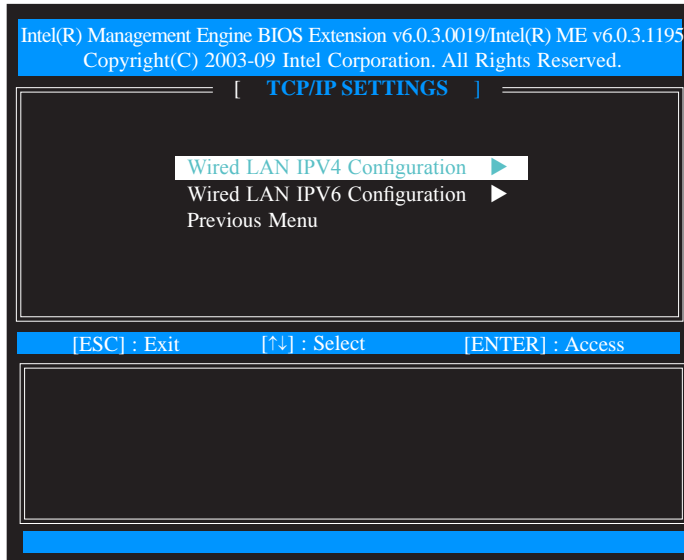 Intel(R) Management Engine BIOS Extension v6.0.3.0019/Intel(R) ME v6.0.3.1195
Copyright(C) 2003-09 Intel Corporation. All Rights Reserved.
[ TCP/IP SETTINGS ]
Wired LAN IPV4 Configuration ▶
Wired LAN IPV6 Configuration ▶
Previous Menu
[ESC] : Exit [↑↓] : Select [ENTER] : Access